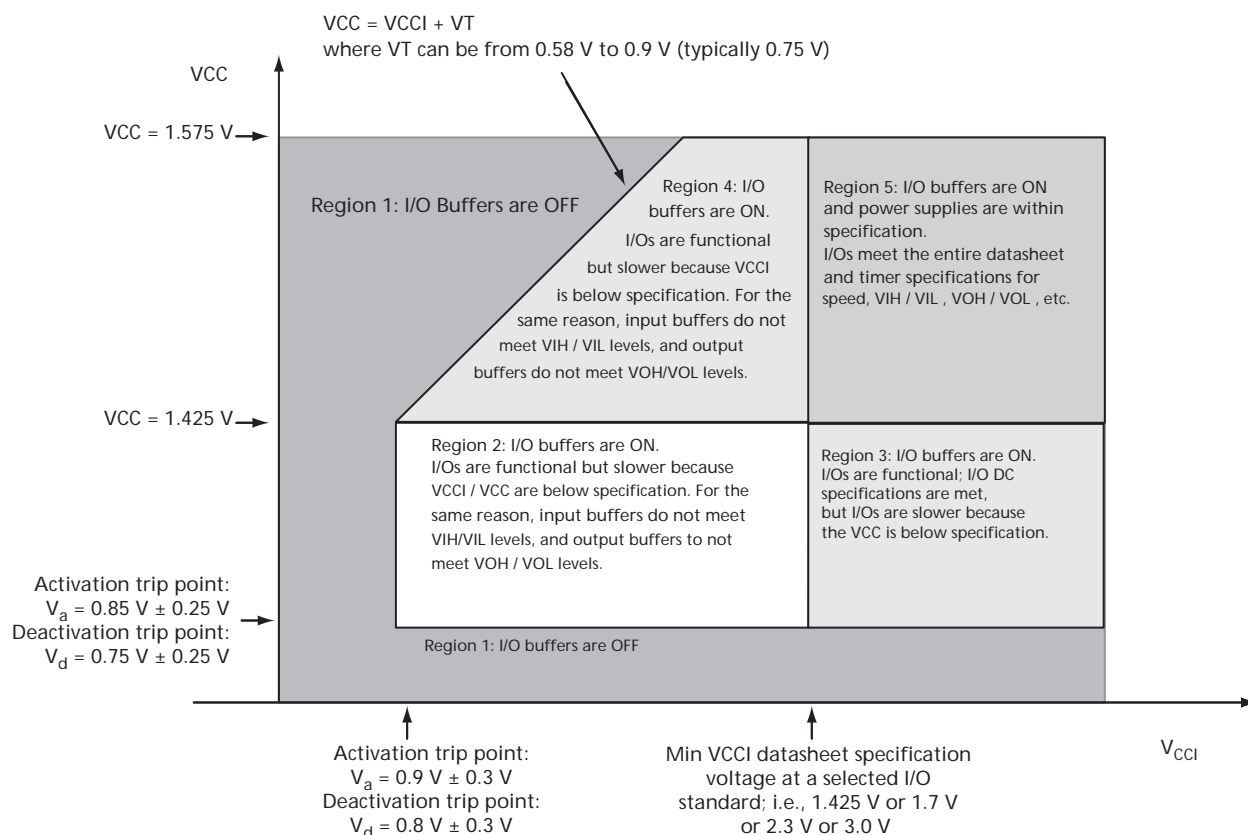 VCC = VCCI + VT
where VT can be from 0.58 V to 0.9 V (typically 0.75 V)
VCC
VCC = 1.575 V
Region 1: I/O Buffers are OFF
Region 4: I/O
buffers are ON.
I/Os are functional
but slower because VCCI
is below specification. For the
same reason, input buffers do not
meet VIH / VIL levels, and output
buffers do not meet VOH/VOL levels.
Region 5: I/O buffers are ON
and power supplies are within
specification.
I/Os meet the entire datasheet
and timer specifications for
speed, VIH / VIL , VOH / VOL , etc.
VCC = 1.425 V
Region 2: I/O buffers are ON.
I/Os are functional but slower because
VCCI / VCC are below specification. For the
same reason, input buffers do not meet
VIH/VIL levels, and output buffers to not
meet VOH / VOL levels.
Region 3: I/O buffers are ON.
I/Os are functional; I/O DC
specifications are met,
but I/Os are slower because
the VCC is below specification.
Activation trip point:
Va = 0.85 V ± 0.25 V
Deactivation trip point:
Vd = 0.75 V ± 0.25 V
Region 1: I/O buffers are OFF
Activation trip point:
Va = 0.9 V ± 0.3 V
Deactivation trip point:
Vd = 0.8 V ± 0.3 V
Min VCCI datasheet specification
voltage at a selected I/O
standard; i.e., 1.425 V or 1.7 V
or 2.3 V or 3.0 V
VCCI